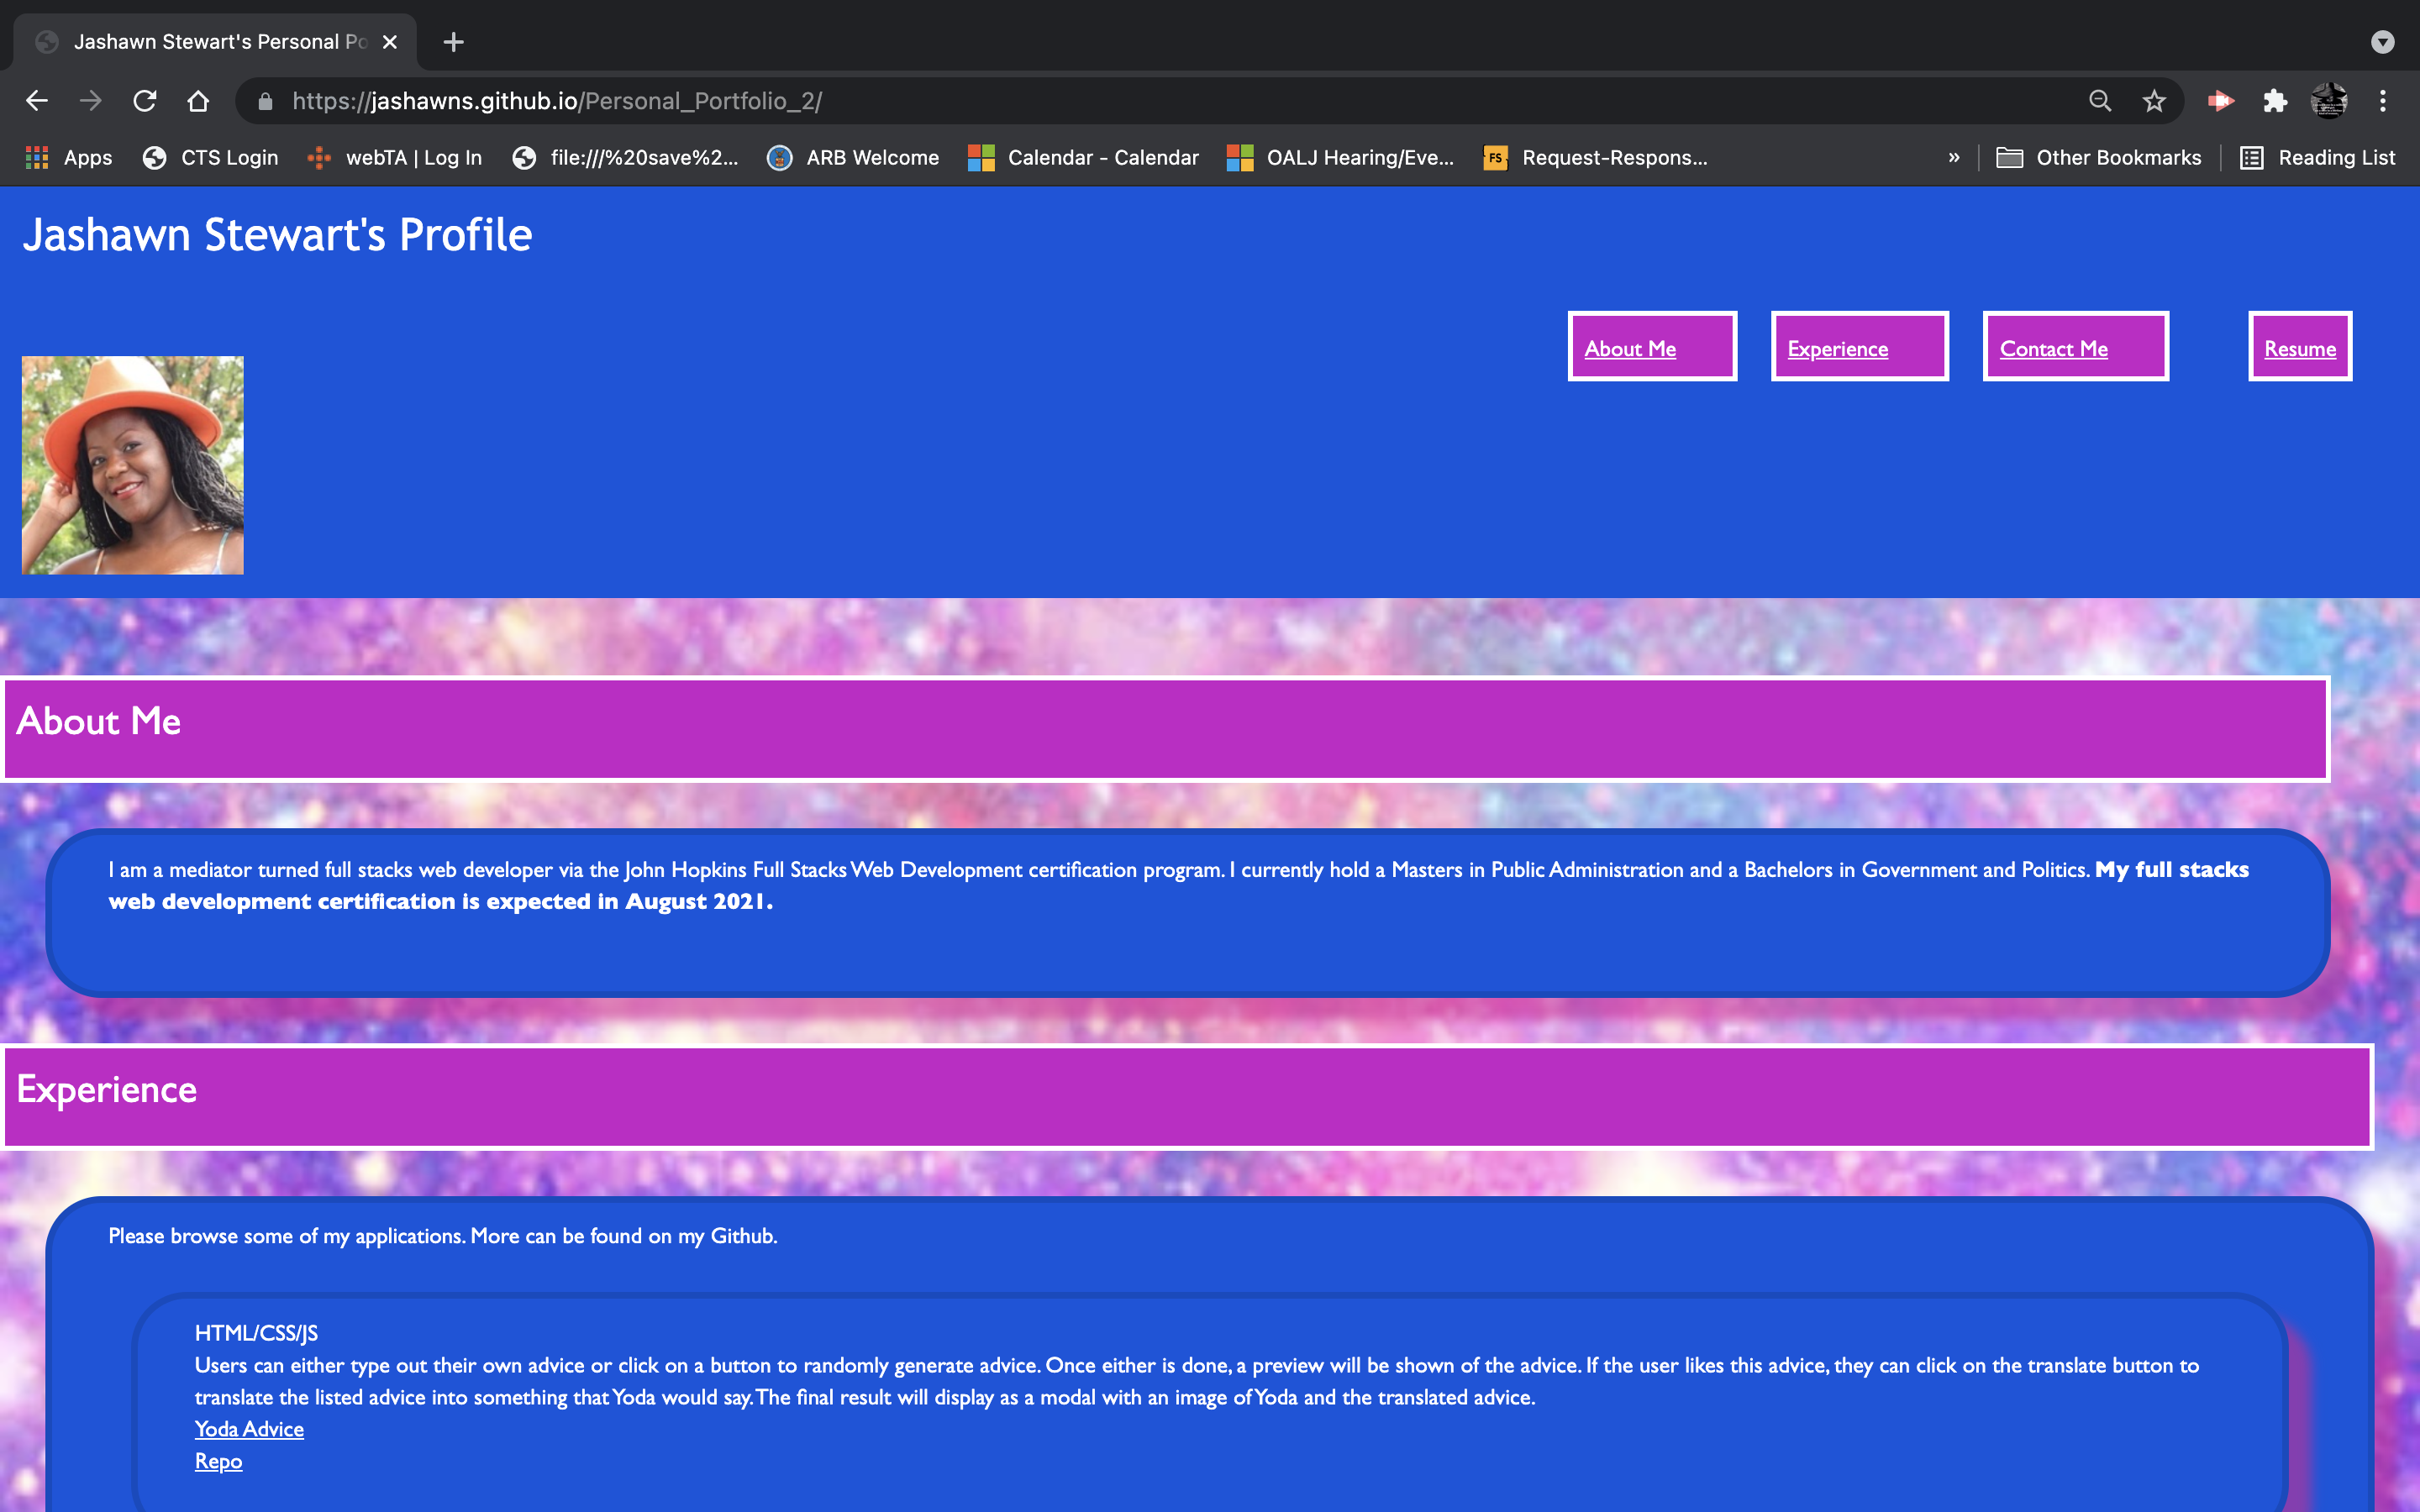 Jashawn Stewart's Personal Po
https://jashawns.github.io/Personal_Portfolio_2/
Apps CTS Login webTA | Log In file:///%20save%2... ARB Welcome Calendar - Calendar OALJ Hearing/Eve... FS Request-Respons... » Other Bookmarks Reading List
Jashawn Stewart's Profile
About Me Experience Contact Me Resume
About Me
I am a mediator turned full stacks web developer via the John Hopkins Full Stacks Web Development certification program. I currently hold a Masters in Public Administration and a Bachelors in Government and Politics. My full stacks
web development certification is expected in August 2021.
Experience
Please browse some of my applications. More can be found on my Github.
HTML/CSS/JS
Users can either type out their own advice or click on a button to randomly generate advice. Once either is done, a preview will be shown of the advice. If the user likes this advice, they can click on the translate button to
translate the listed advice into something that Yoda would say. The final result will display as a modal with an image of Yoda and the translated advice.
Yoda Advice
Repo